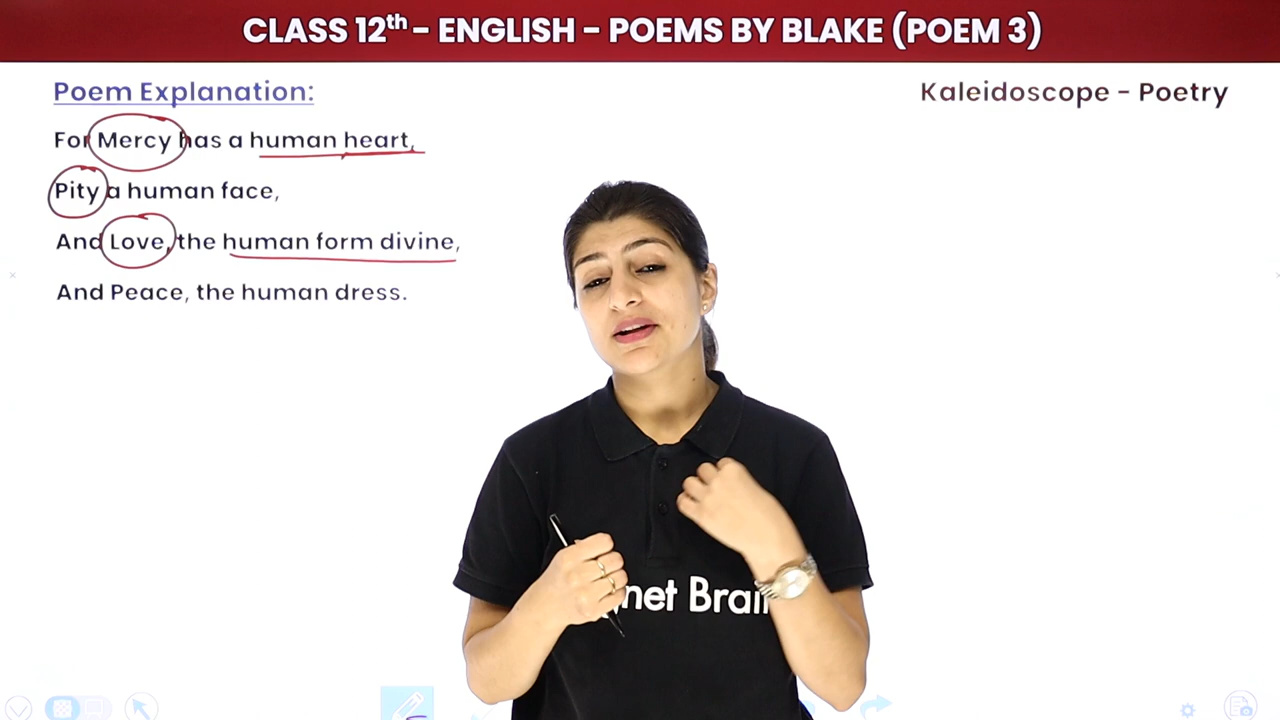 CLASS 12th - ENGLISH - POEMS BY BLAKE (POEM 3)
Poem Explanation:
Kaleidoscope - Poetry
For Mercy has a human heart,
Pity a human face,
And Love, the human form divine,
And Peace, the human dress.
net Brai